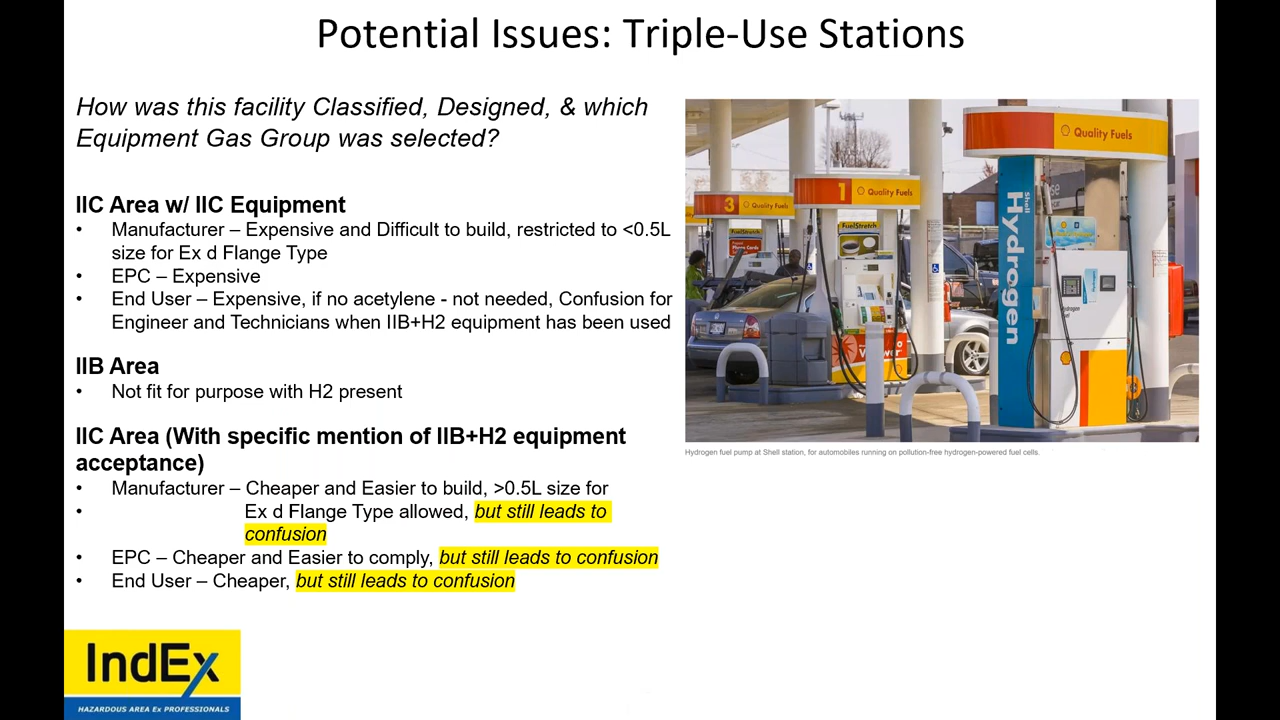 Potential Issues: Triple-Use Stations
How was this facility Classified, Designed, & which
Equipment Gas Group was selected?
IIC Area w/ IIC Equipment
• Manufacturer – Expensive and Difficult to build, restricted to <0.5L
size for Ex d Flange Type
• EPC – Expensive
• End User – Expensive, if no acetylene - not needed, Confusion for
Engineer and Technicians when IIB+H2 equipment has been used
IIB Area
• Not fit for purpose with H2 present
IIC Area (With specific mention of IIB+H2 equipment
acceptance)
• Manufacturer – Cheaper and Easier to build, >0.5L size for
• Ex d Flange Type allowed, but still leads to
confusion
• EPC – Cheaper and Easier to comply, but still leads to confusion
• End User – Cheaper, but still leads to confusion
Quality Fuels
1 Quality Fuels
3 Quality Fuels
FuelStretch
FuelStretch
Shell
Hydrogen
Hydrogen fuel pump at Shell station, for automobiles running on pollution-free hydrogen-powered fuel cells.
IndEx
HAZARDOUS AREA Ex PROFESSIONALS